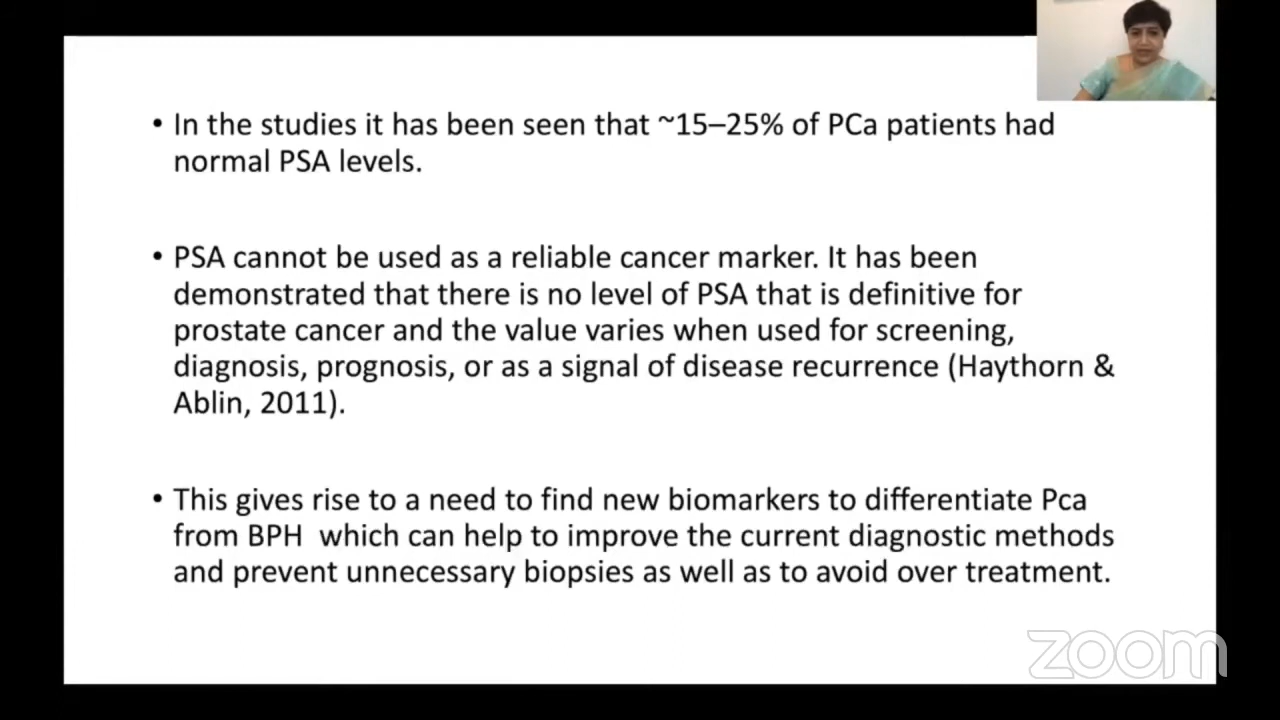 • In the studies it has been seen that ~15–25% of PCa patients had
normal PSA levels.
• PSA cannot be used as a reliable cancer marker. It has been
demonstrated that there is no level of PSA that is definitive for
prostate cancer and the value varies when used for screening,
diagnosis, prognosis, or as a signal of disease recurrence (Haythorn &
Ablin, 2011).
• This gives rise to a need to find new biomarkers to differentiate Pca
from BPH  which can help to improve the current diagnostic methods
and prevent unnecessary biopsies as well as to avoid over treatment.
zoom